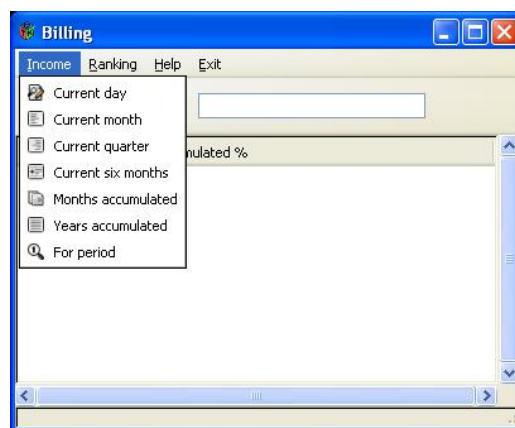 Billing
Income Ranking Help Exit
Current day
Current month
Current quarter
Current six months
Months accumulated
Years accumulated
For period
%